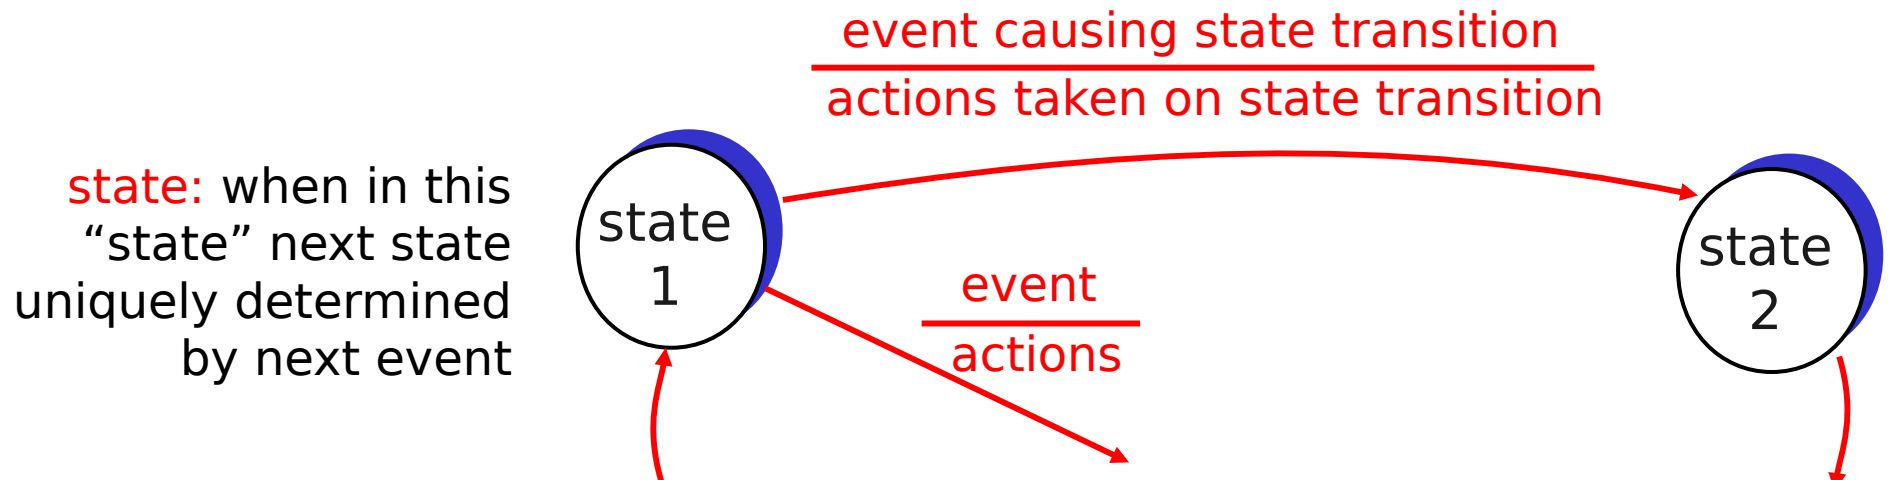 event causing state transition
actions taken on state transition
state: when in this
“state” next state
uniquely determined
by next event
state
1
event
actions
state
2